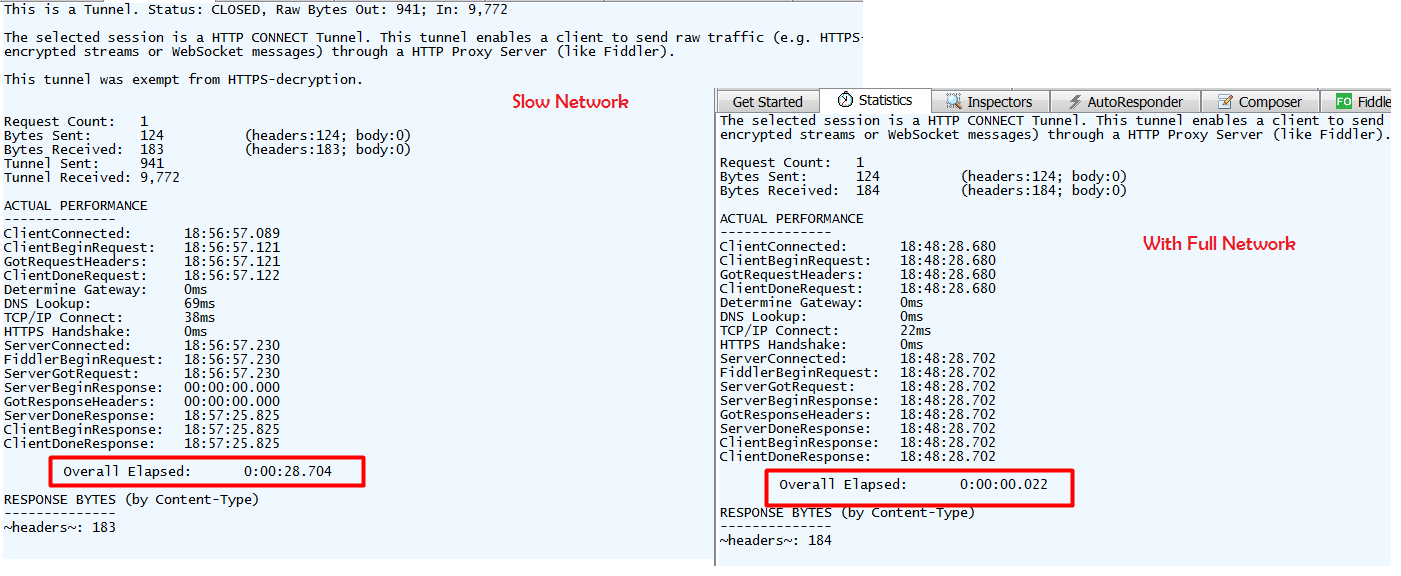 This is a Tunnel. Status: CLOSED, Raw Bytes Out: 941; In: 9,772
The selected session is a HTTP CONNECT Tunnel. This tunnel enables a client to send raw traffic (e.g. HTTPS-
encrypted streams or WebSocket messages) through a HTTP Proxy Server (like Fiddler).
This tunnel was exempt from HTTPS-decryption.
Slow Network
Request Count: 1
Bytes Sent: 124 (headers:124; body:0)
Bytes Received: 183 (headers:183; body:0)
Tunnel Sent: 941
Tunnel Received: 9,772
ACTUAL PERFORMANCE
--------------
ClientConnected: 18:56:57.089
ClientBeginRequest: 18:56:57.121
GotRequestHeaders: 18:56:57.121
ClientDoneRequest: 18:56:57.122
Determine Gateway: 0ms
DNS Lookup: 69ms
TCP/IP Connect: 38ms
HTTPS Handshake: 0ms
ServerConnected: 18:56:57.230
FiddlerBeginRequest: 18:56:57.230
ServerGotRequest: 18:56:57.230
ServerBeginResponse: 00:00:00.000
GotResponseHeaders: 00:00:00.000
ServerDoneResponse: 18:57:25.825
ClientBeginResponse: 18:57:25.825
ClientDoneResponse: 18:57:25.825
Overall Elapsed: 0:00:28.704
RESPONSE BYTES (by Content-Type)
--------------
~headers~: 183
Get Started Statistics Inspectors AutoResponder Composer FO Fiddle
The selected session is a HTTP CONNECT Tunnel. This tunnel enables a client to send
encrypted streams or WebSocket messages) through a HTTP Proxy Server (like Fiddler).
Request Count: 1
Bytes Sent: 124 (headers:124; body:0)
Bytes Received: 184 (headers:184; body:0)
ACTUAL PERFORMANCE
--------------
With Full Network
ClientConnected: 18:48:28.680
ClientBeginRequest: 18:48:28.680
GotRequestHeaders: 18:48:28.680
ClientDoneRequest: 18:48:28.680
Determine Gateway: 0ms
DNS Lookup: 0ms
TCP/IP Connect: 22ms
HTTPS Handshake: 0ms
ServerConnected: 18:48:28.702
FiddlerBeginRequest: 18:48:28.702
ServerGotRequest: 18:48:28.702
ServerBeginResponse: 18:48:28.702
GotResponseHeaders: 18:48:28.702
ServerDoneResponse: 18:48:28.702
ClientBeginResponse: 18:48:28.702
ClientDoneResponse: 18:48:28.702
Overall Elapsed: 0:00:00.022
RESPONSE BYTES (by Content-Type)
--------------
~headers~: 184